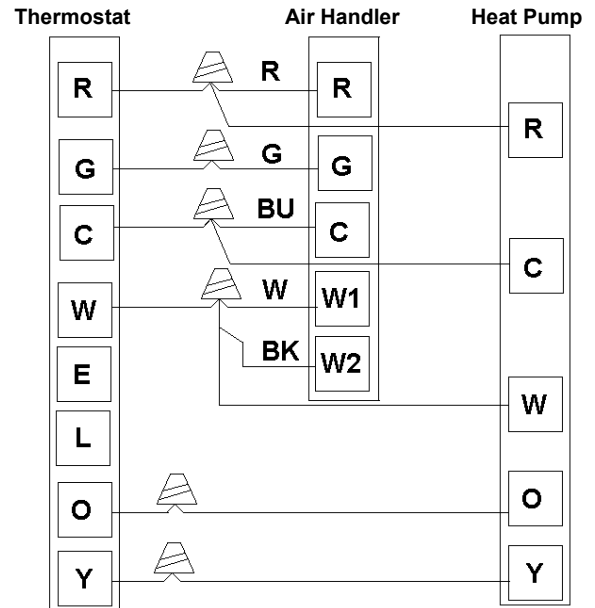 Thermostat Air Handler Heat Pump
R R R
R
G G G
C BU C
C
W W W1
BK W2
E
W
L
O O
Y Y